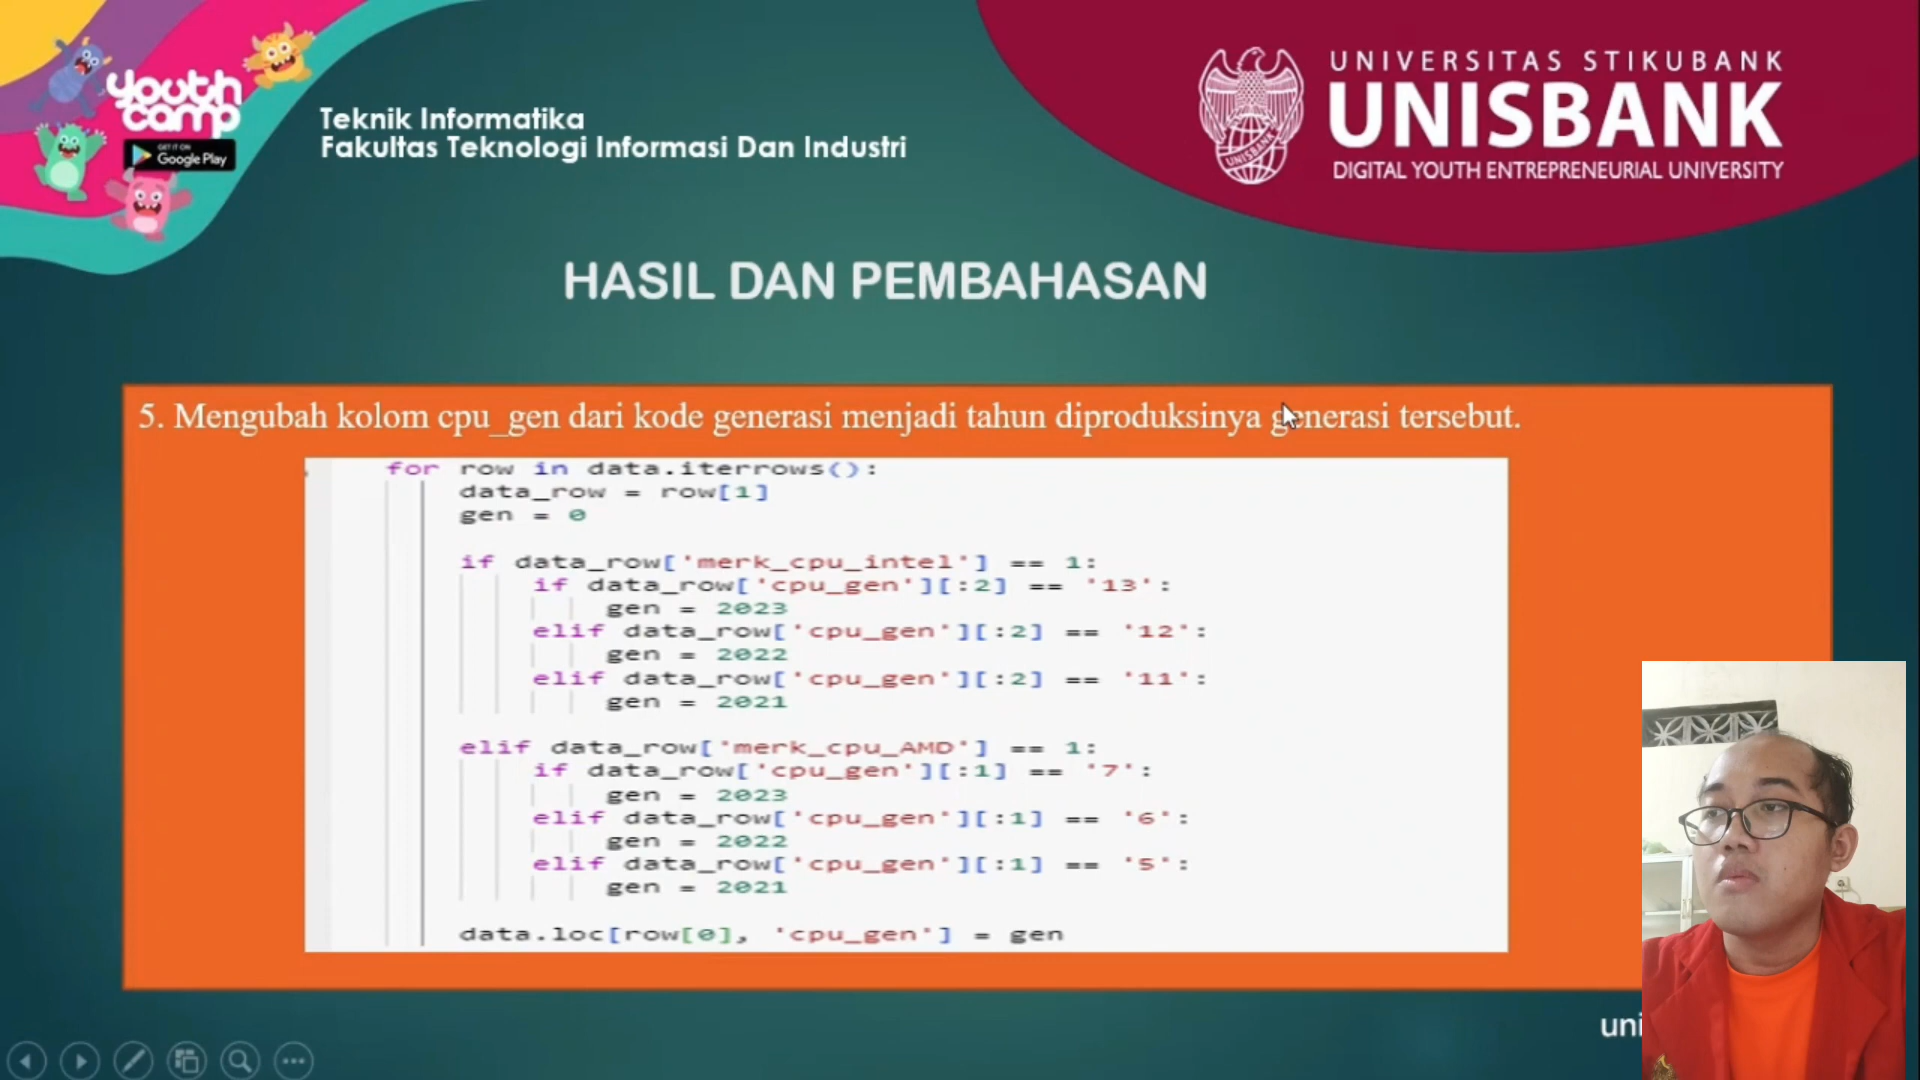 youth
camp
GET IT ON
Google Play
Teknik Informatika
Fakultas Teknologi Informasi Dan Industri
UNIVERSITAS STIKUBANK
UNISBANK
DIGITAL YOUTH ENTREPRENEURIAL UNIVERSITY
UNISBANK
HASIL DAN PEMBAHASAN
5. Mengubah kolom cpu_gen dari kode generasi menjadi tahun diproduksinya generasi tersebut.
for row in data.iterrows():
data_row = row[1]
gen = 0
if data_row['merk_cpu_intel'] == 1:
if data_row['cpu_gen'][:2] == '13':
gen = 2023
elif data_row['cpu_gen'][:2] == '12':
gen = 2022
elif data_row['cpu_gen'][:2] == '11':
gen = 2021
elif data_row['merk_cpu_AMD'] == 1:
if data_row['cpu_gen'][:1] == '7':
gen = 2023
elif data_row['cpu_gen'][:1] == '6':
gen = 2022
elif data_row['cpu_gen'][:1] == '5':
gen = 2021
data.loc[row[0], 'cpu_gen'] = gen
uni